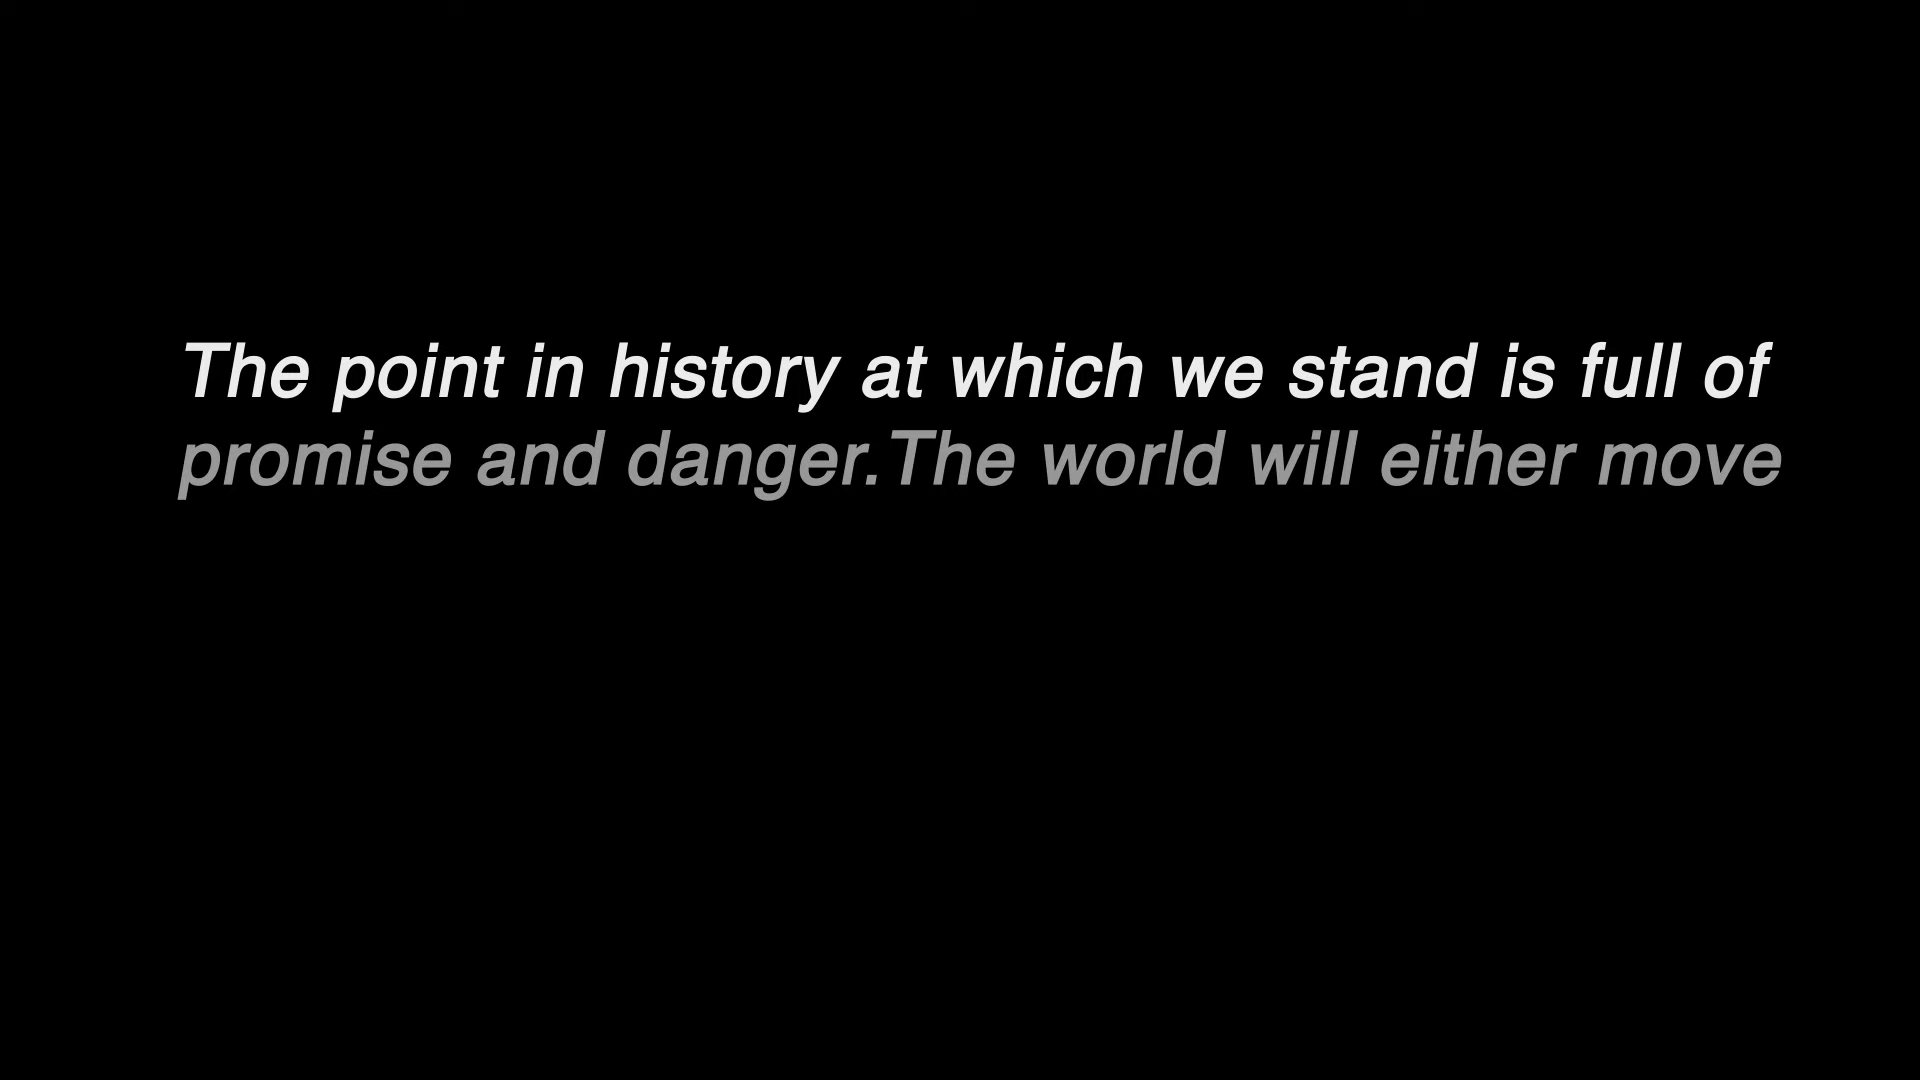 The point in history at which we stand is full of
promise and danger.The world will either move